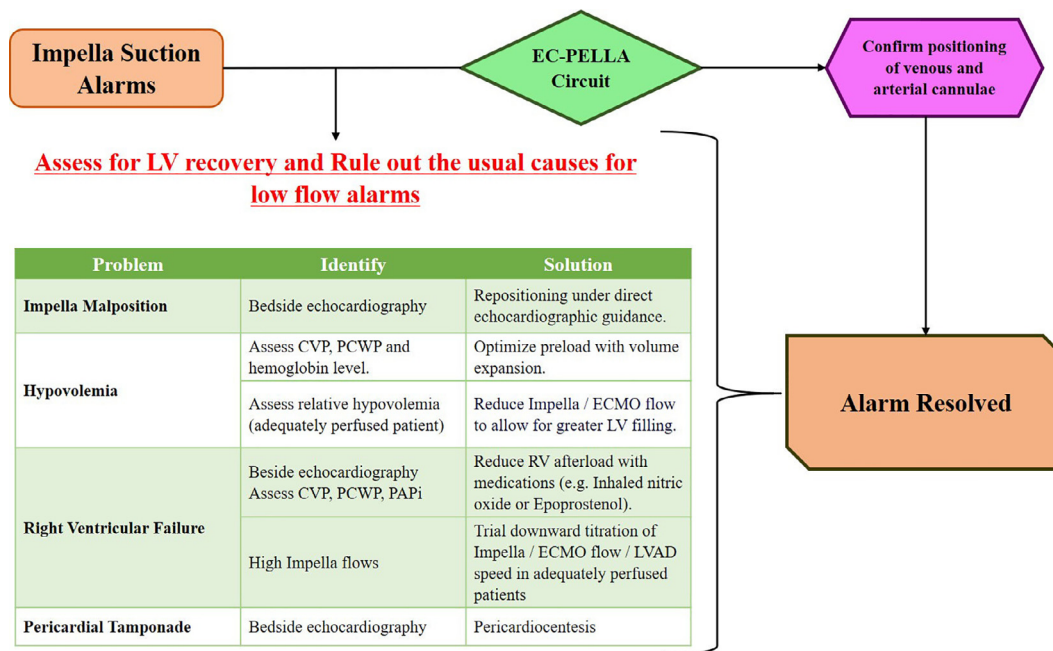 Impella Suction
Alarms
EC-PELLA
Circuit
Confirm positioning
of venous and
arterial cannulae
Assess for LV recovery and Rule out the usual causes for
low flow alarms
Problem
Identify
Solution
Impella Malposition
Bedside echocardiography
Repositioning under direct
echocardiographic guidance.
Hypovolemia
Assess CVP, PCWP and
hemoglobin level.
Optimize preload with volume
expansion.
Assess relative hypovolemia
(adequately perfused patient)
Reduce Impella / ECMO flow
to allow for greater LV filling.
Right Ventricular Failure
Beside echocardiography
Assess CVP, PCWP, PAPi
Reduce RV afterload with
medications (e.g. Inhaled nitric
oxide or Epoprostenol).
High Impella flows
Trial downward titration of
Impella / ECMO flow / LVAD
speed in adequately perfused
patients
Pericardial Tamponade
Bedside echocardiography
Pericardiocentesis
Alarm Resolved